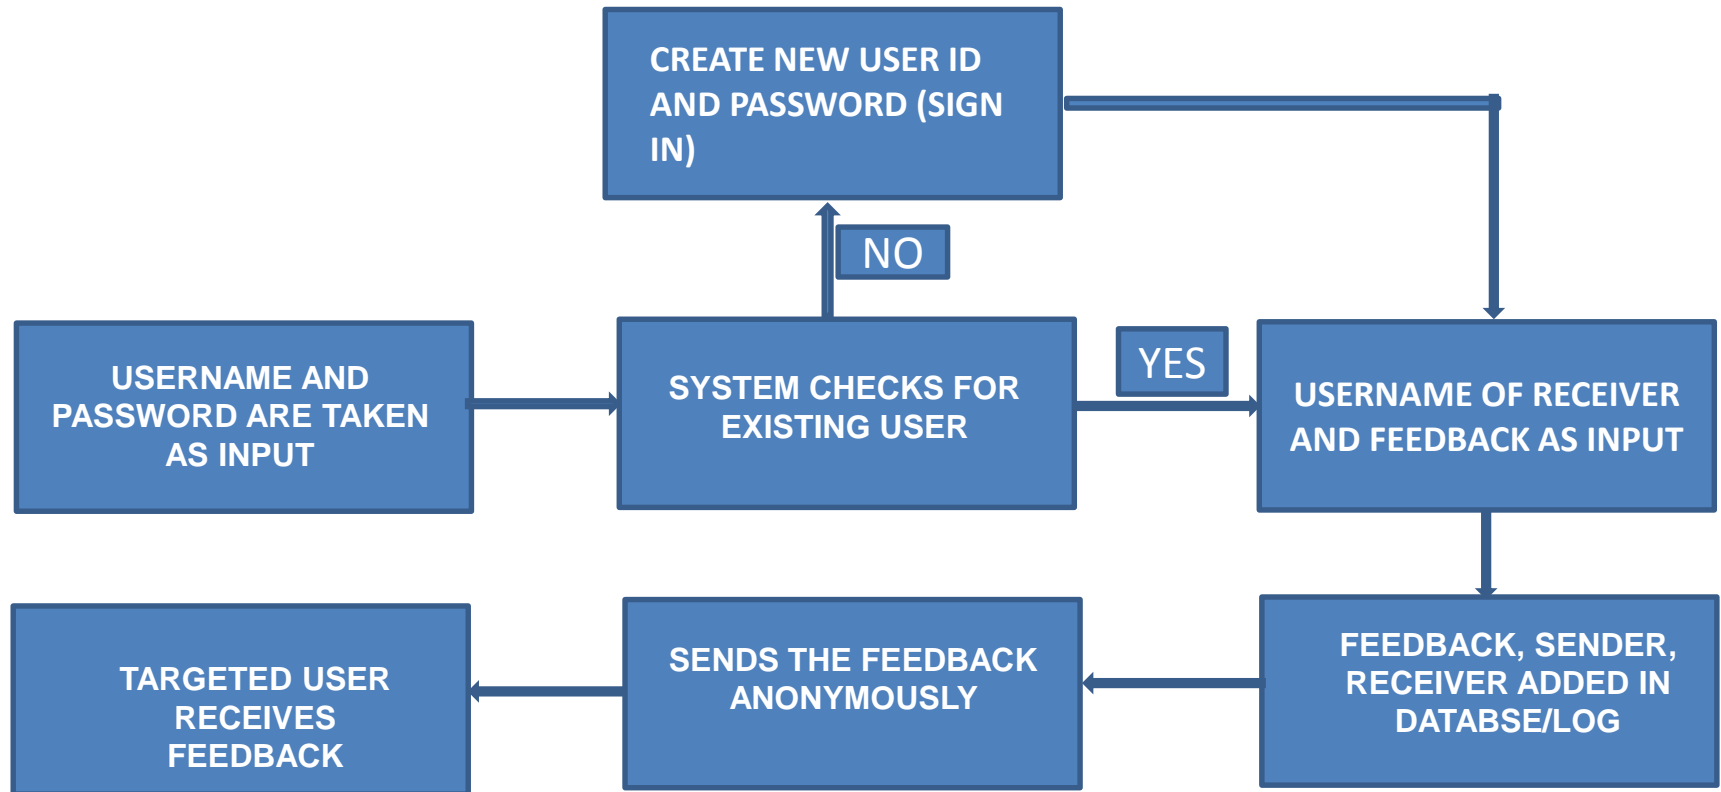 CREATE NEW USER ID
AND PASSWORD (SIGN
IN)
NO
USERNAME AND
PASSWORD ARE TAKEN
AS INPUT
SYSTEM CHECKS FOR
EXISTING USER
YES
USERNAME OF RECEIVER
AND FEEDBACK AS INPUT
FEEDBACK, SENDER,
RECEIVER ADDED IN
DATABSE/LOG
SENDS THE FEEDBACK
ANONYMOUSLY
TARGETED USER
RECEIVES
FEEDBACK